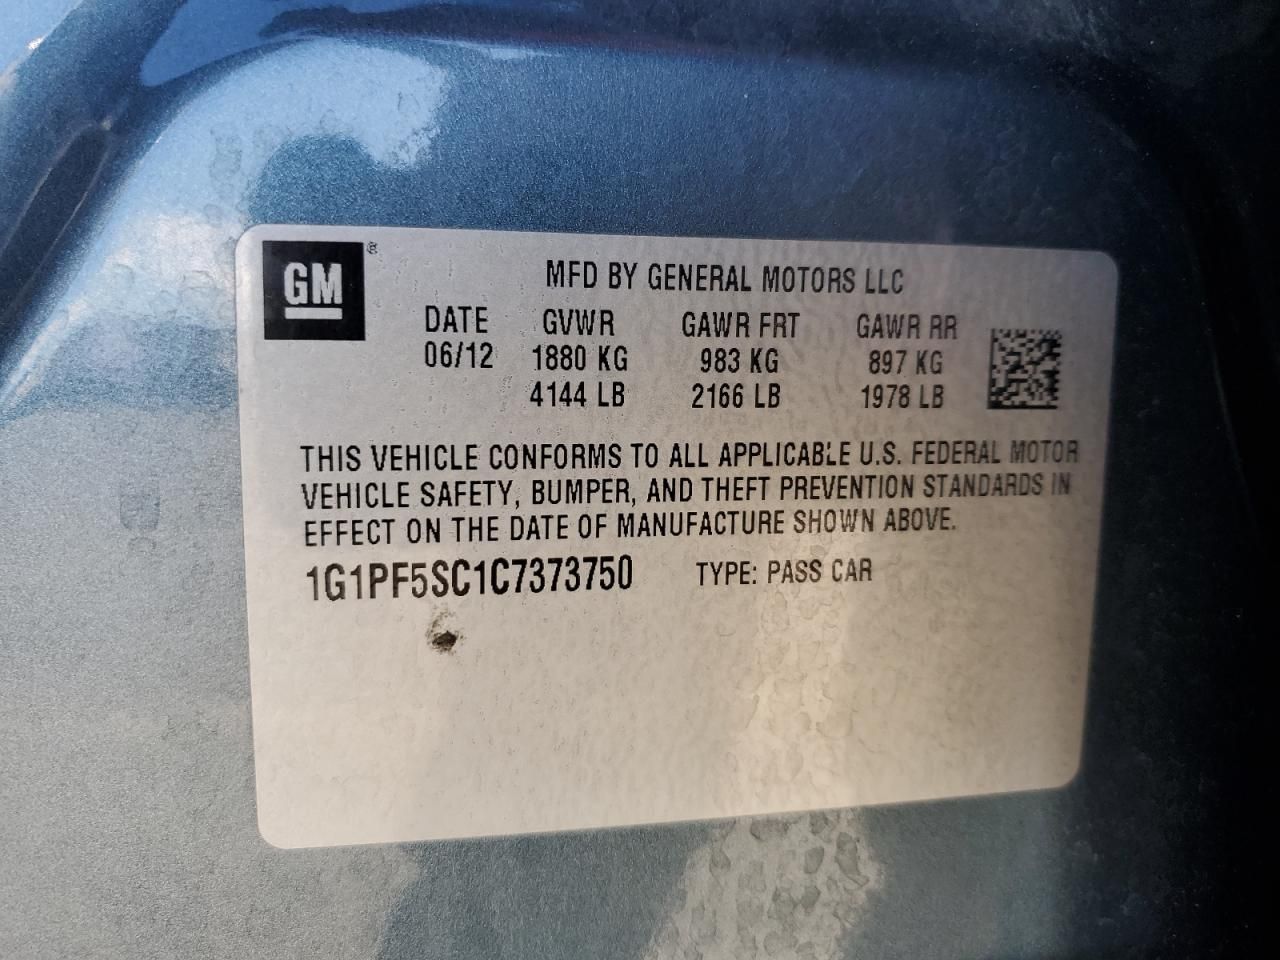 GM ®
MFD BY GENERAL MOTORS LLC
DATE GVWR GAWR FRT GAWR RR
06/12 1880 KG 983 KG 897 KG
4144 LB 2166 LB 1978 LB
THIS VEHICLE CONFORMS TO ALL APPLICABLE U.S. FEDERAL MOTOR
VEHICLE SAFETY, BUMPER, AND THEFT PREVENTION STANDARDS IN
EFFECT ON THE DATE OF MANUFACTURE SHOWN ABOVE.
1G1PF5SC1C7373750 TYPE: PASS CAR